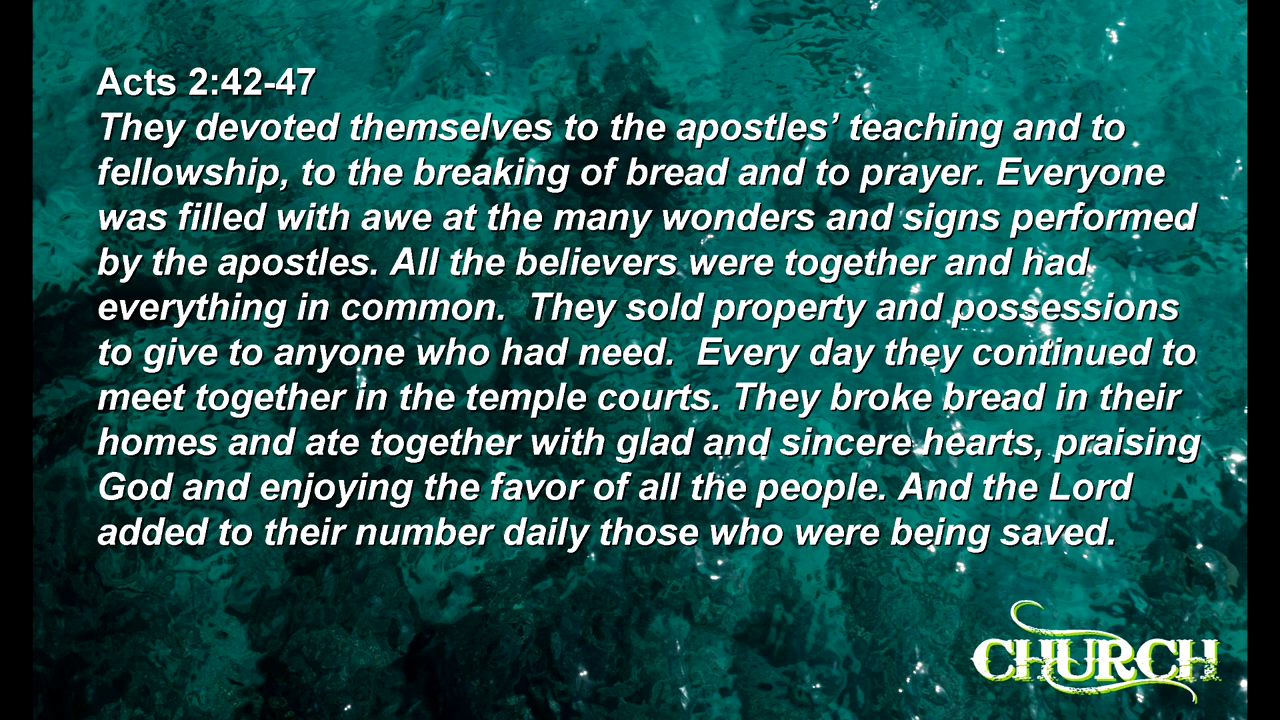 Acts 2:42-47
They devoted themselves to the apostles’ teaching and to
fellowship, to the breaking of bread and to prayer. Everyone
was filled with awe at the many wonders and signs performed
by the apostles. All the believers were together and had
everything in common.  They sold property and possessions
to give to anyone who had need.  Every day they continued to
meet together in the temple courts. They broke bread in their
homes and ate together with glad and sincere hearts, praising
God and enjoying the favor of all the people. And the Lord
added to their number daily those who were being saved.
CHURCH